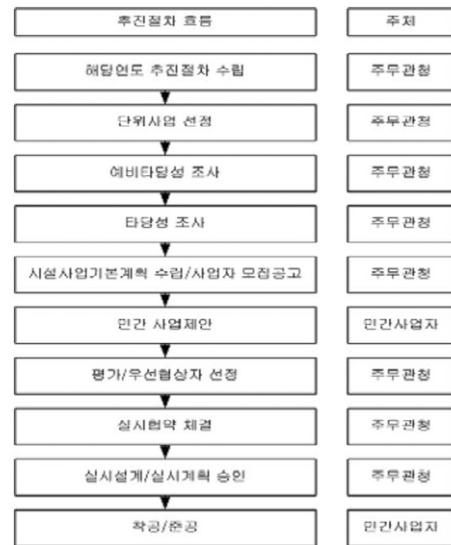 추진절차 흐름 주체
해당연도 추진절차 수립 주무관청
단위사업 선정 주무관청
예비타당성 조사 주무관청
타당성 조사 주무관청
시설사업기본계획 수립/사업자 모집공고 주무관청
민간 사업제안 민간사업자
평가/우선협상자 선정 주무관청
실시협약 체결 주무관청
실시설계/실시계획 승인 주무관청
착공/준공 민간사업자